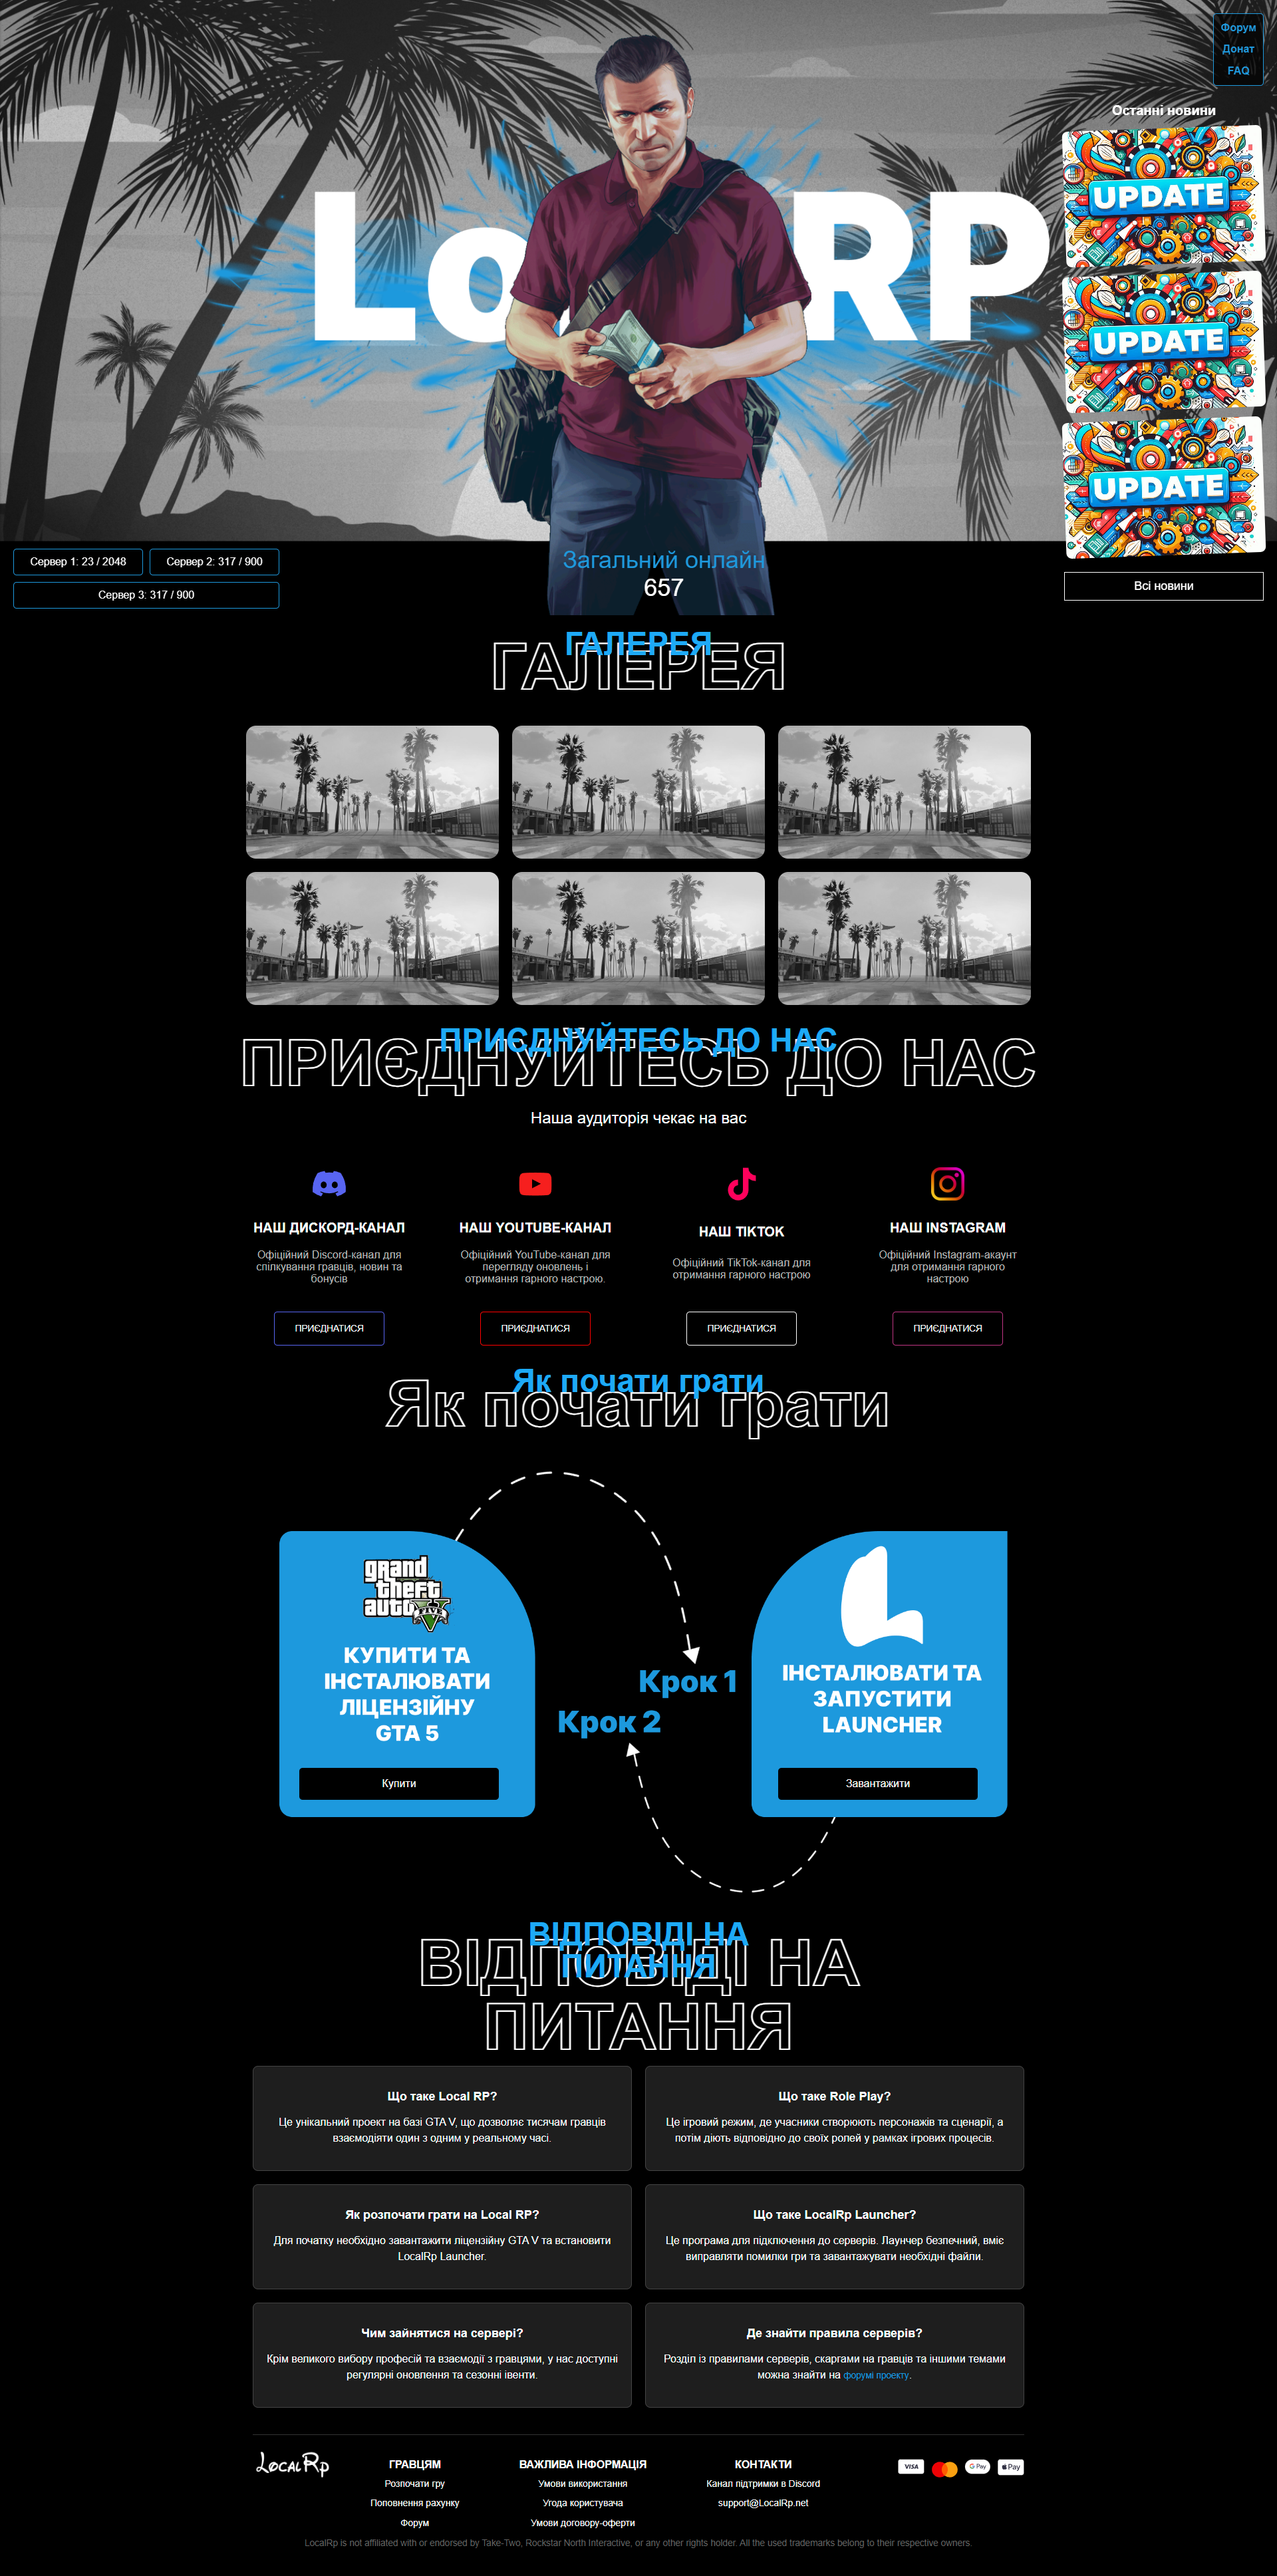 Форум
Донат
FAQ
Останні новини
Lo RP
UPDATE
UPDATE
UPDATE
Всі новини
Сервер 1: 23 / 2048
Сервер 2: 317 / 900
Сервер 3: 317 / 900
Загальний онлайн
657
ГАЛЕРЕЯ
ГАЛЕРЕЯ
ПРИЄДНУЙТЕСЬ ДО НАС
ПРИЄДНУЙТЕСЬ ДО НАС
Наша аудиторія чекає на вас
НАШ ДИСКОРД-КАНАЛ
Офіційний Discord-канал для
спілкування гравців, новин та
бонусів
ПРИЄДНАТИСЯ
НАШ YOUTUBE-КАНАЛ
Офіційний YouTube-канал для
перегляду оновлень і
отримання гарного настрою.
ПРИЄДНАТИСЯ
НАШ TIKTOK
Офіційний TikTok-канал для
отримання гарного настрою
ПРИЄДНАТИСЯ
НАШ INSTAGRAM
Офіційний Instagram-акаунт
для отримання гарного
настрою
ПРИЄДНАТИСЯ
Як почати грати
Як почати грати
grand
theft
auto
FIVE
КУПИТИ ТА
ІНСТАЛЮВАТИ
ЛІЦЕНЗІЙНУ
GTA 5
Купити
Крок 1
Крок 2
ІНСТАЛЮВАТИ ТА
ЗАПУСТИТИ
LAUNCHER
Завантажити
ВІДПОВІДІ НА
ПИТАННЯ
ВІДПОВІДІ НА
ПИТАННЯ
Що таке Local RP?
Це унікальний проект на базі GTA V, що дозволяє тисячам гравців
взаємодіяти один з одним у реальному часі.
Що таке Role Play?
Це ігровий режим, де учасники створюють персонажів та сценарії, а
потім діють відповідно до своїх ролей у рамках ігрових процесів.
Як розпочати грати на Local RP?
Для початку необхідно завантажити ліцензійну GTA V та встановити
LocalRp Launcher.
Що таке LocalRp Launcher?
Це програма для підключення до серверів. Лаунчер безпечний, вміє
виправляти помилки гри та завантажувати необхідні файли.
Чим зайнятися на сервері?
Крім великого вибору професій та взаємодії з гравцями, у нас доступні
регулярні оновлення та сезонні івенти.
Де знайти правила серверів?
Розділ із правилами серверів, скаргами на гравців та іншими темами
можна знайти на форумі проекту.
LocalRp
ГРАВЦЯМ
Розпочати гру
Поповнення рахунку
Форум
ВАЖЛИВА ІНФОРМАЦІЯ
Умови використання
Угода користувача
Умови договору-оферти
КОНТАКТИ
Канал підтримки в Discord
support@LocalRp.net
VISA
G Pay
Pay
LocalRp is not affiliated with or endorsed by Take-Two, Rockstar North Interactive, or any other rights holder. All the used trademarks belong to their respective owners.